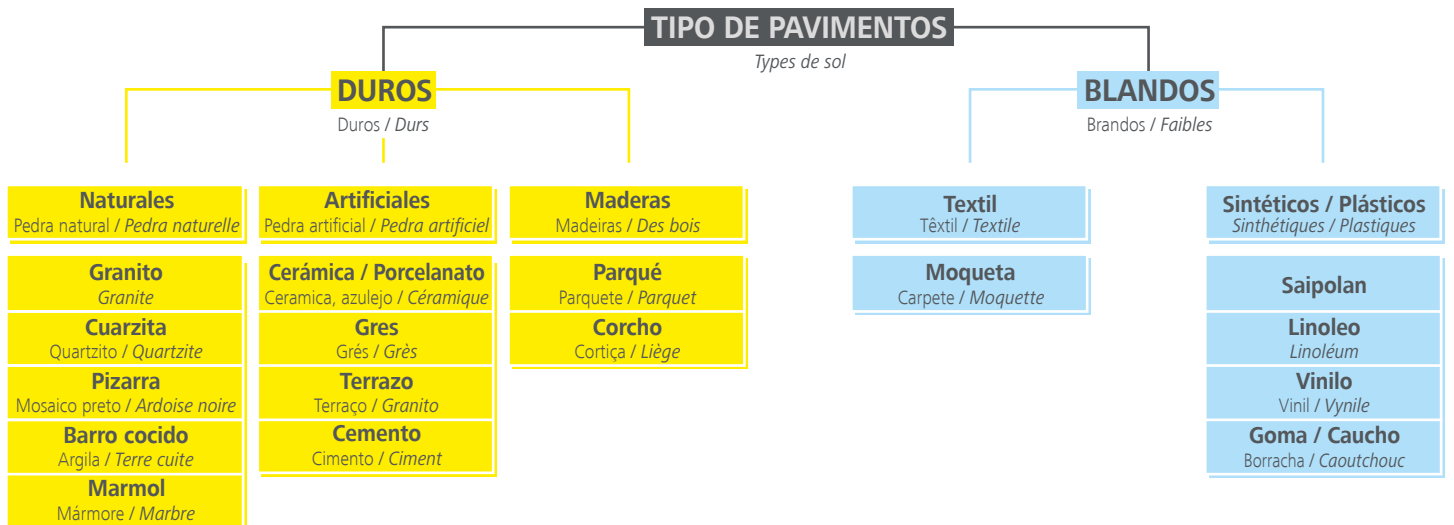 TIPO DE PAVIMENTOS
Types de sol
DUROS
Duros / Durs
BLANDOS
Brandos / Faibles
Naturales
Pedra natural / Pedra naturelle
Granito
Granite
Cuarzita
Quartzito / Quartzite
Pizarra
Mosaico preto / Ardoise noire
Barro cocido
Argila / Terre cuite
Marmol
Mármore / Marbre
Artificiales
Pedra artificial / Pedra artificiel
Cerámica / Porcelanato
Ceramica, azulejo / Céramique
Gres
Grés / Grès
Terrazo
Terraço / Granito
Cemento
Cimento / Ciment
Maderas
Madeiras / Des bois
Parqué
Parquete / Parquet
Corcho
Cortiça / Liège
Textil
Têxtil / Textile
Moqueta
Carpete / Moquette
Sintéticos / Plásticos
Sinthétiques / Plastiques
Saipolan
Linoleo
Linoléum
Vinilo
Vinil / Vynile
Goma / Caucho
Borracha / Caoutchouc